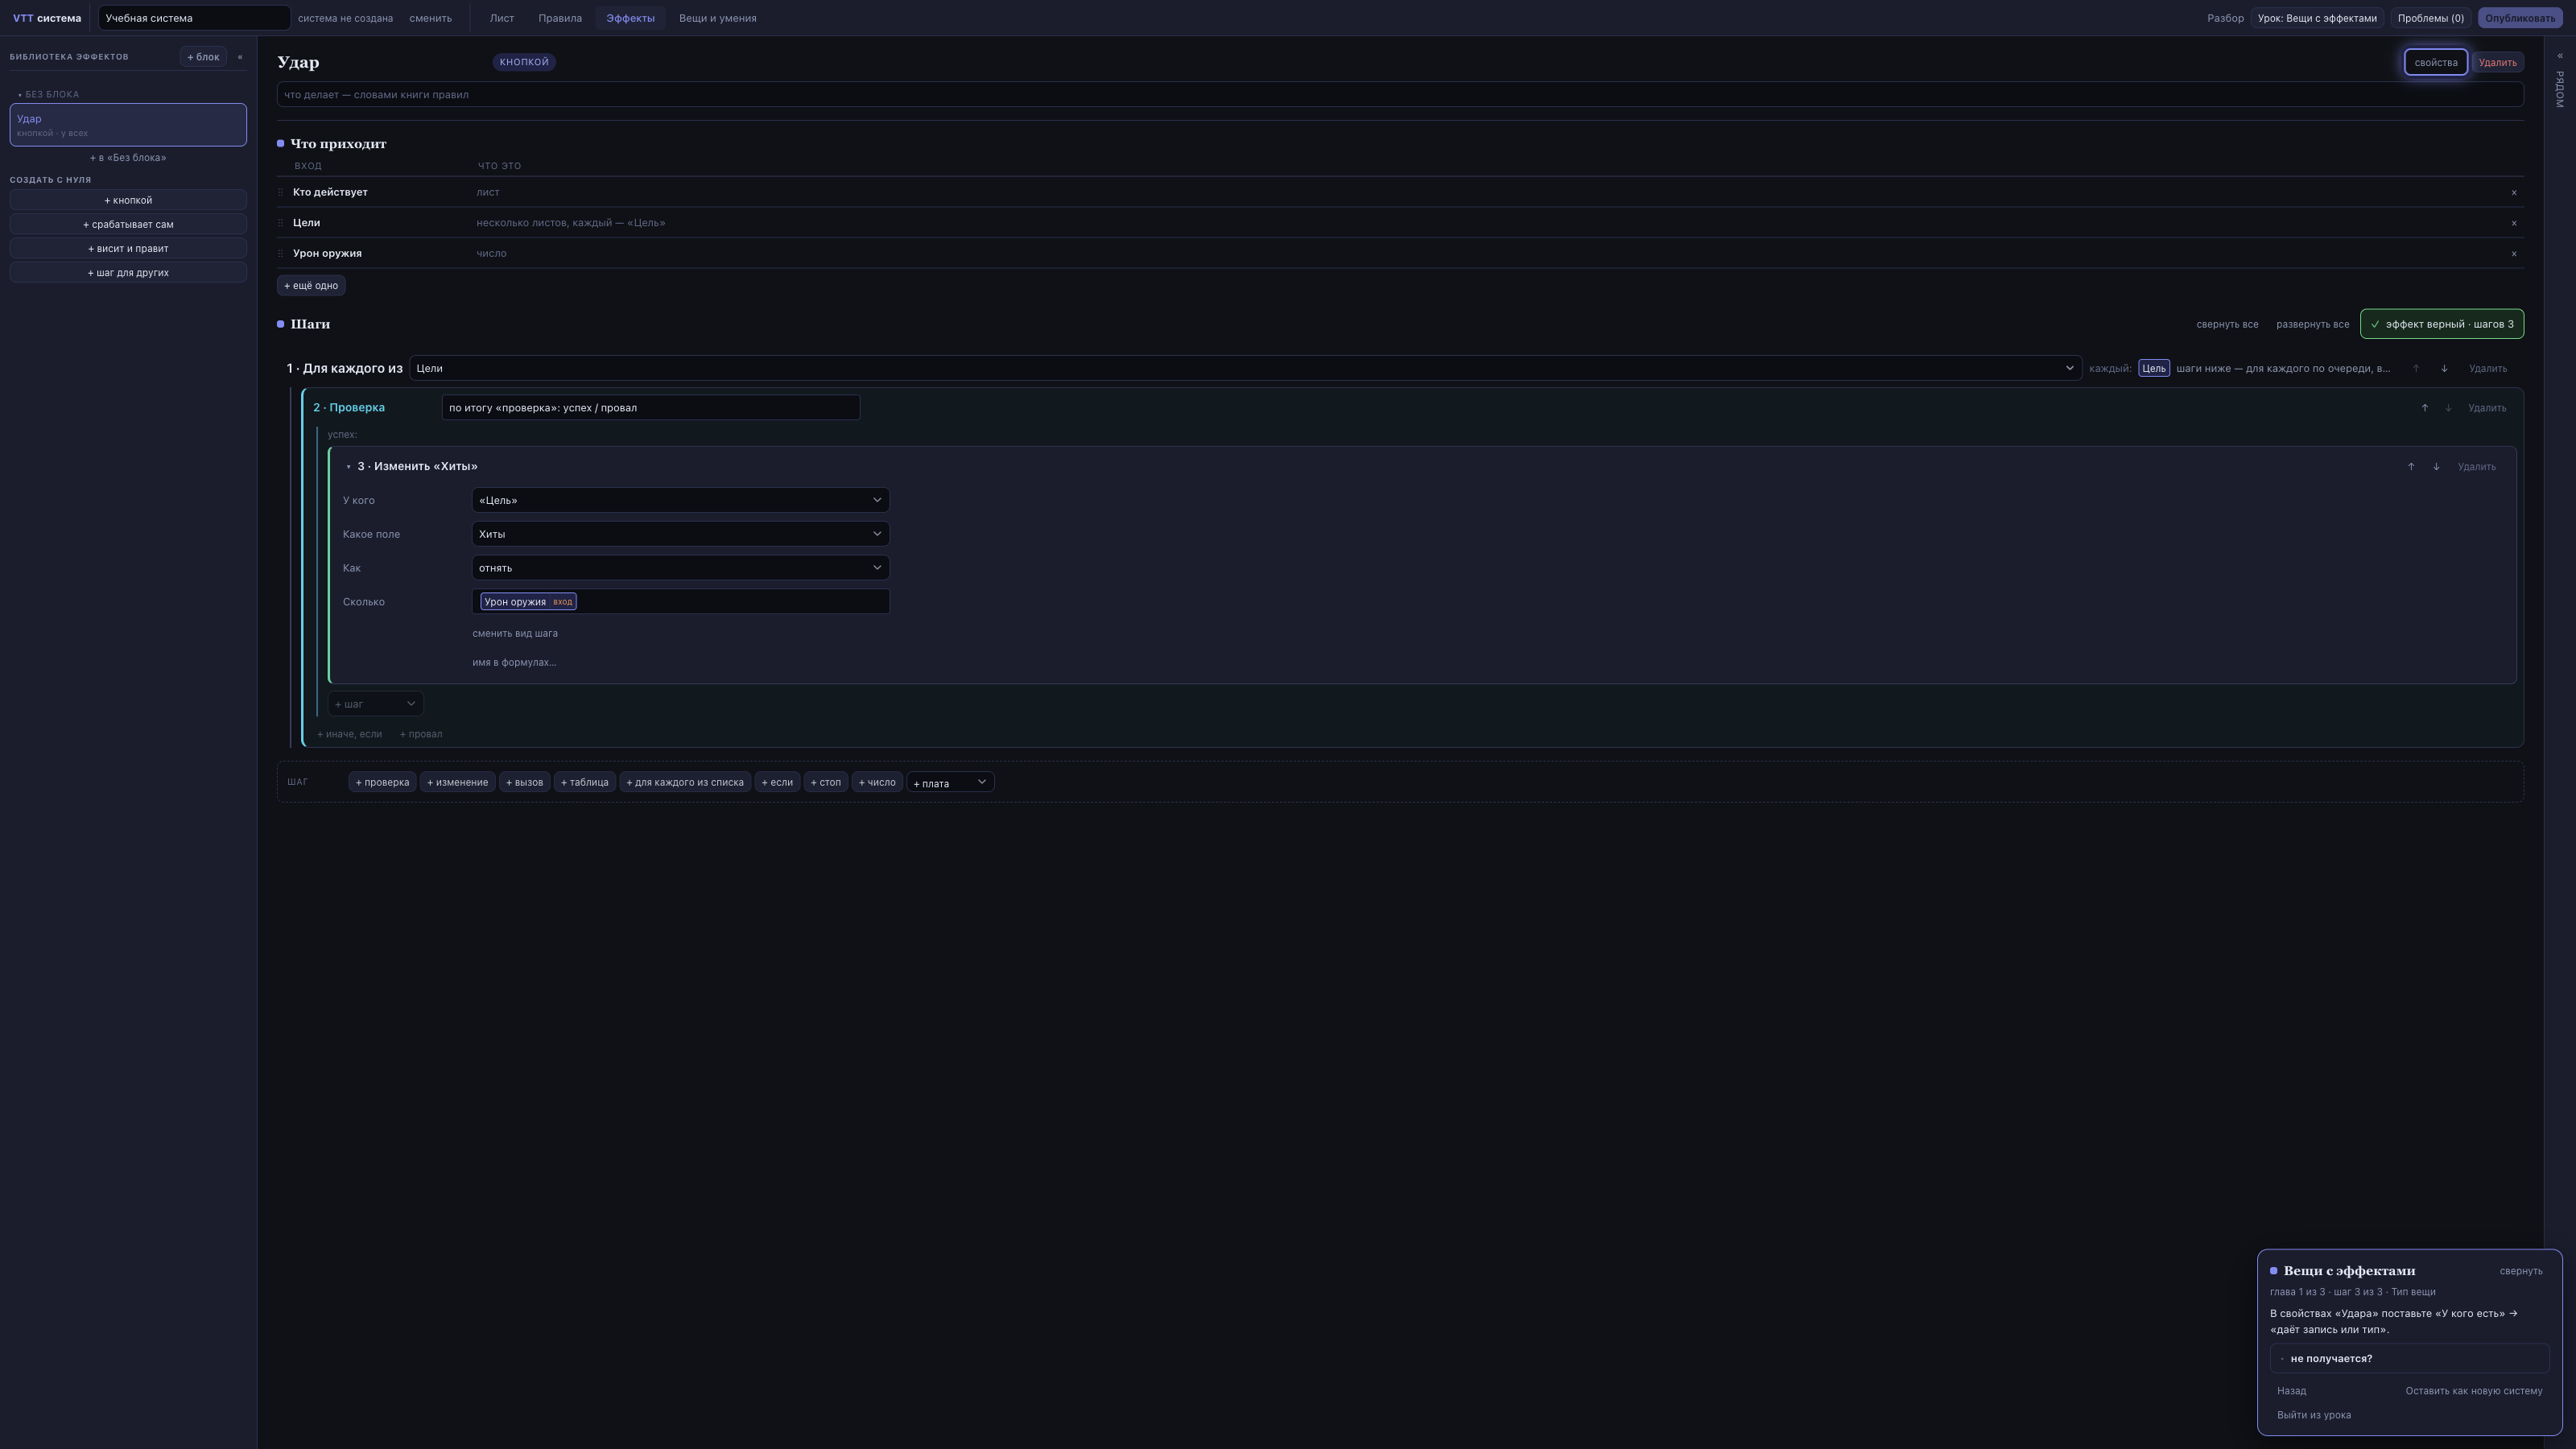 VTT система
Учебная система
система не создана
сменить
Лист
Правила
Эффекты
Вещи и умения
Разбор
Урок: Вещи с эффектами
Проблемы (0)
Опубликовать
БИБЛИОТЕКА ЭФФЕКТОВ
+ блок
«
БЕЗ БЛОКА
Удар
кнопкой · у всех
+ в «Без блока»
СОЗДАТЬ С НУЛЯ
+ кнопкой
+ срабатывает сам
+ висит и правит
+ шаг для других
Удар
КНОПКОЙ
свойства
Удалить
что делает — словами книги правил
Что приходит
ВХОД
ЧТО ЭТО
Кто действует
лист
×
Цели
несколько листов, каждый — «Цель»
×
Урон оружия
число
×
+ ещё одно
Шаги
свернуть все
развернуть все
✓ эффект верный · шагов 3
1 · Для каждого из
Цели
каждый:
Цель
шаги ниже — для каждого по очереди, в…
↑
↓
Удалить
2 · Проверка
по итогу «проверка»: успех / провал
↑
↓
Удалить
успех:
3 · Изменить «Хиты»
↑
↓
Удалить
У кого
«Цель»
Какое поле
Хиты
Как
отнять
Сколько
Урон оружия вход
сменить вид шага
имя в формулах…
+ шаг
+ иначе, если
+ провал
ШАГ
+ проверка
+ изменение
+ вызов
+ таблица
+ для каждого из списка
+ если
+ стоп
+ число
+ плата
«
РЯДОМ
Вещи с эффектами
свернуть
глава 1 из 3 · шаг 3 из 3 · Тип вещи
В свойствах «Удара» поставьте «У кого есть» →
«даёт запись или тип».
не получается?
Назад
Оставить как новую систему
Выйти из урока